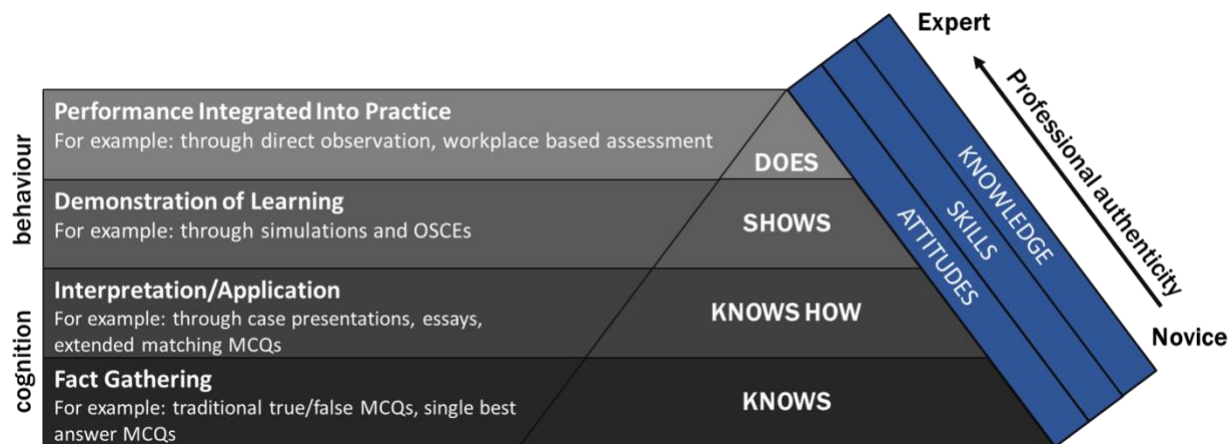 Expert
Professional authenticity
Novice
KNOWLEDGE
SKILLS
ATTITUDES
behaviour
cognition
Performance Integrated Into Practice
For example: through direct observation, workplace based assessment
DOES
Demonstration of Learning
For example: through simulations and OSCEs
SHOWS
Interpretation/Application
For example: through case presentations, essays,
extended matching MCQs
KNOWS HOW
Fact Gathering
For example: traditional true/false MCQs, single best
answer MCQs
KNOWS